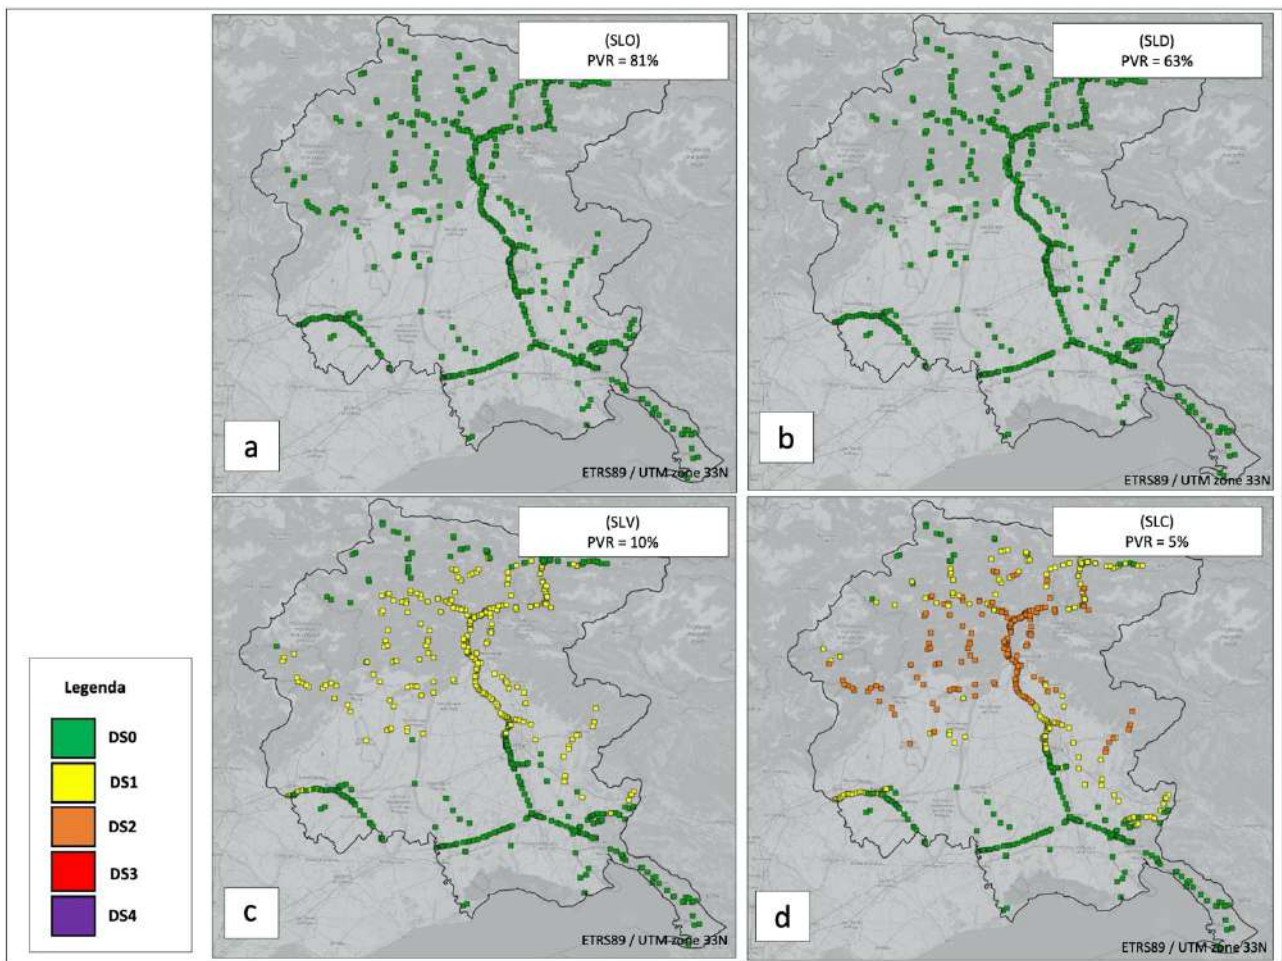 (SLO)
PVR = 81%
a
ETRS89 / UTM zone 33N
(SLD)
PVR = 63%
b
ETRS89 / UTM zone 33N
(SLV)
PVR = 10%
c
ETRS89 / UTM zone 33N
(SLC)
PVR = 5%
d
ETRS89 / UTM zone 33N
Legenda
DS0
DS1
DS2
DS3
DS4